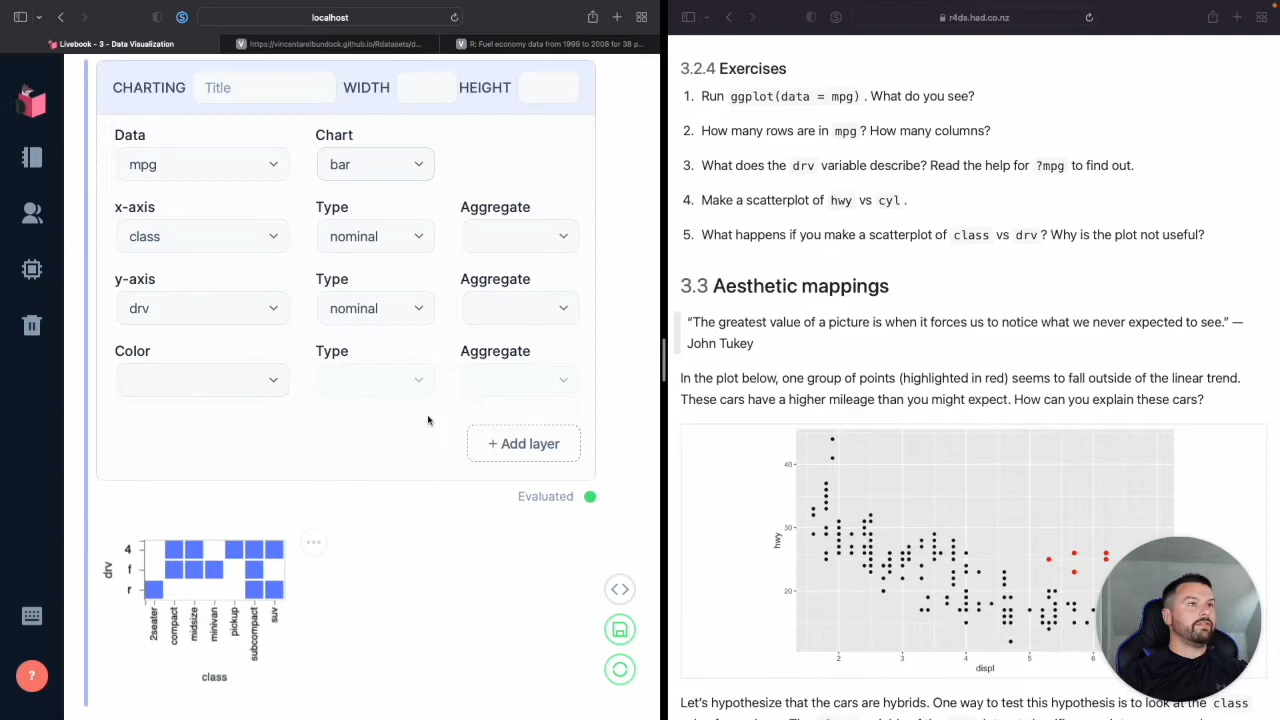 localhost
r4ds.had.co.nz
Livebook - 3 - Data Visualization
https://vincentarelbundock.github.io/Rdatasets/d...
R: Fuel economy data from 1999 to 2008 for 38 p...
CHARTING Title WIDTH HEIGHT
Data Chart
mpg bar
x-axis Type Aggregate
class nominal
y-axis Type Aggregate
drv nominal
Color Type Aggregate
+ Add layer
Evaluated
drv
4
f
r
2seater
compact
midsize
minivan
pickup
subcompact
suv
class
?
3.2.4 Exercises
1. Run ggplot(data = mpg) . What do you see?
2. How many rows are in mpg ? How many columns?
3. What does the drv variable describe? Read the help for ?mpg to find out.
4. Make a scatterplot of hwy vs cyl .
5. What happens if you make a scatterplot of class vs drv ? Why is the plot not useful?
3.3 Aesthetic mappings
“The greatest value of a picture is when it forces us to notice what we never expected to see.” —
John Tukey
In the plot below, one group of points (highlighted in red) seems to fall outside of the linear trend.
These cars have a higher mileage than you might expect. How can you explain these cars?
40
30
20
hwy
2 3 4 5 6
displ
Let’s hypothesize that the cars are hybrids. One way to test this hypothesis is to look at the class